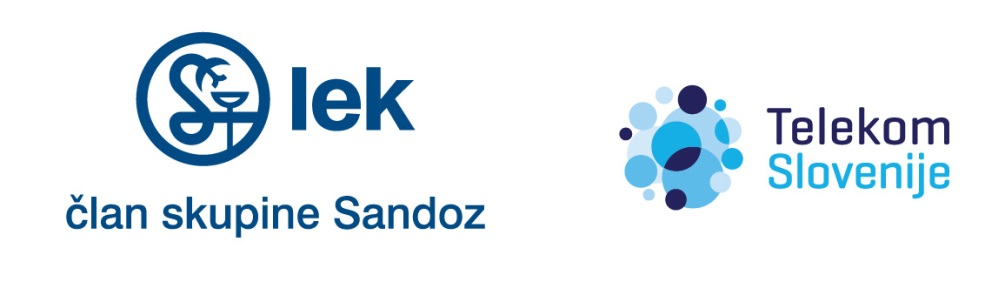 lek
član skupine Sandoz
Telekom
Slovenije